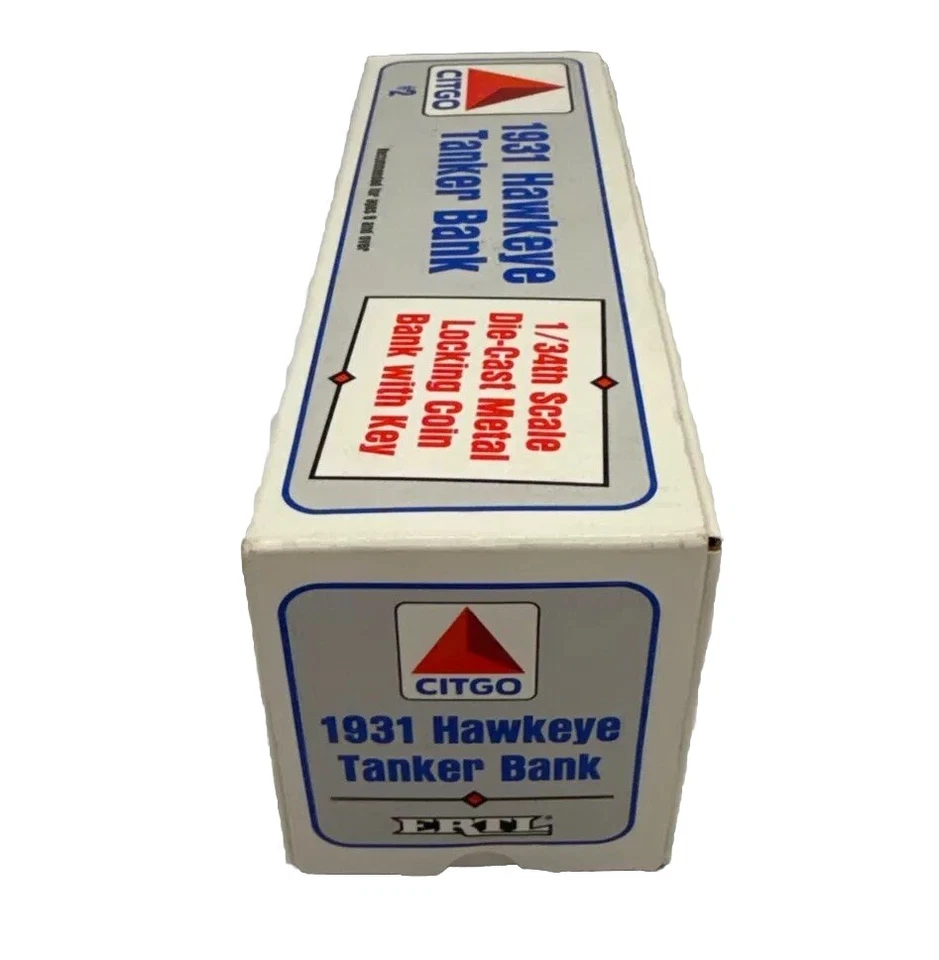 CITGO
#2
1931 Hawkeye
Tanker Bank
Recommended for ages 8 and over
1/34th Scale
Die-Cast Metal
Locking Coin
Bank with Key
CITGO
1931 Hawkeye
Tanker Bank
ERTL®